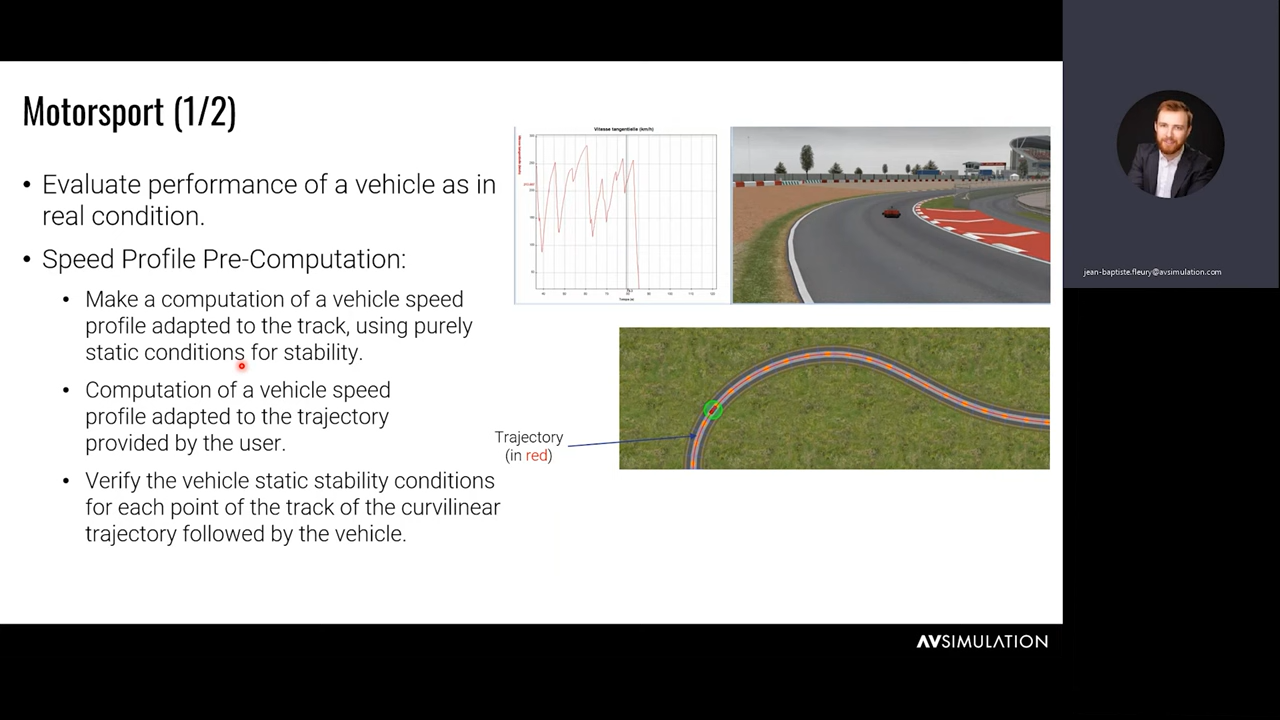 Motorsport (1/2)
• Evaluate performance of a vehicle as in
real condition.
• Speed Profile Pre-Computation:
• Make a computation of a vehicle speed
profile adapted to the track, using purely
static conditions for stability.
• Computation of a vehicle speed
profile adapted to the trajectory
provided by the user.
• Verify the vehicle static stability conditions
for each point of the track of the curvilinear
trajectory followed by the vehicle.
Vitesse tangentielle (km/h)
Trajectory
(in red)
jean-baptiste.fleury@avsimulation.com
AVSIMULATION